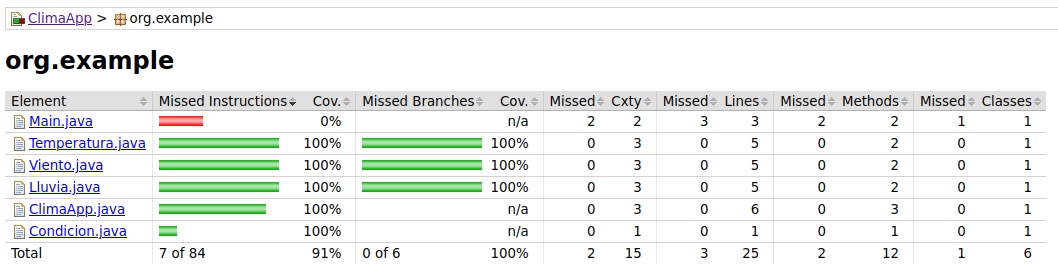 ClimaApp > org.example
org.example
Element Missed Instructions Cov. Missed Branches Cov. Missed Cxty Missed Lines Missed Methods Missed Classes
Main.java 0% n/a 2 2 3 3 2 2 1 1
Temperatura.java 100% 100% 0 3 0 5 0 2 0 1
Viento.java 100% 100% 0 3 0 5 0 2 0 1
Lluvia.java 100% 100% 0 3 0 5 0 2 0 1
ClimaApp.java 100% n/a 0 3 0 6 0 3 0 1
Condicion.java 100% n/a 0 1 0 1 0 1 0 1
Total 7 of 84 91% 0 of 6 100% 2 15 3 25 2 12 1 6